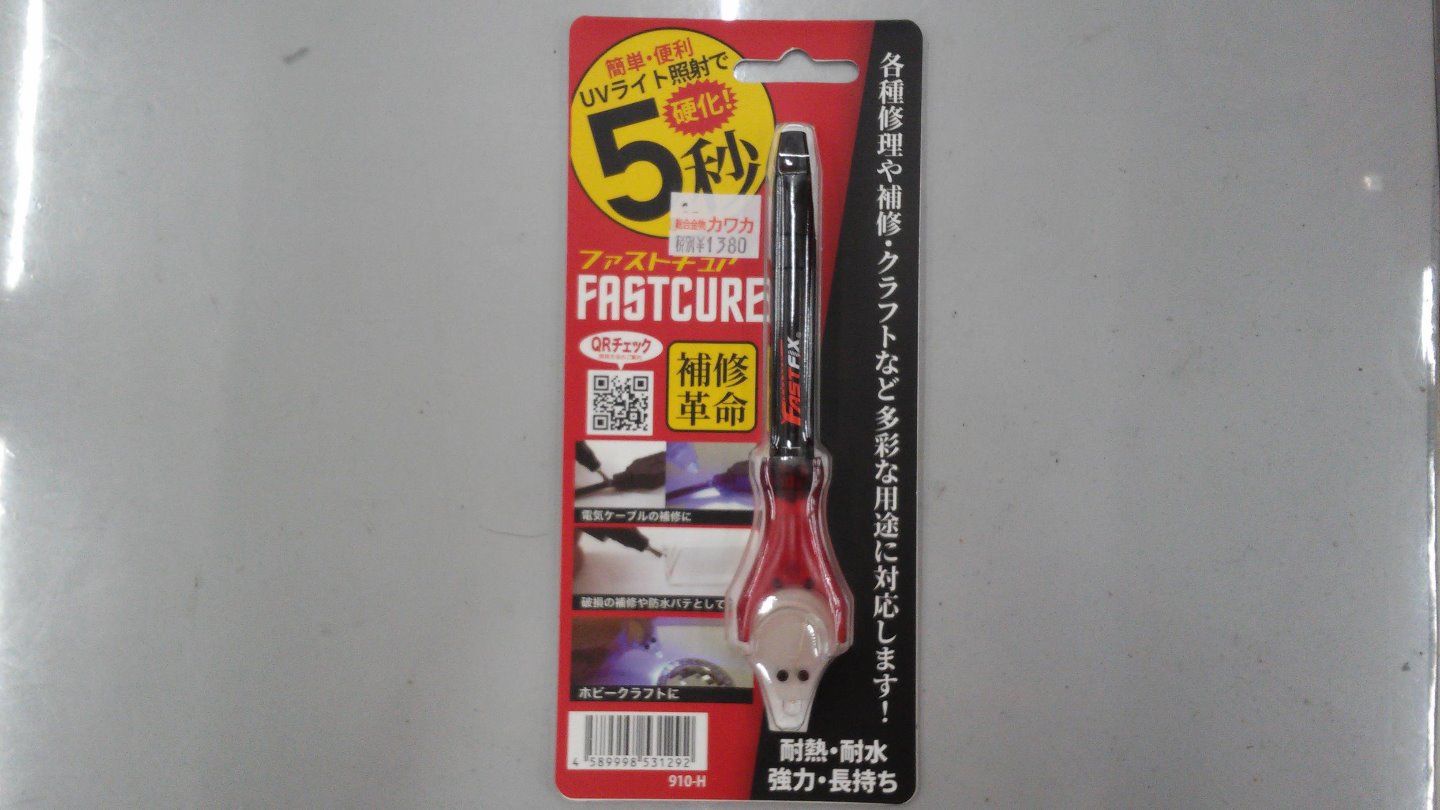 簡単・便利
UVライト照射で
5秒
硬化!
総合金物カワカ
税別¥1380
ファストキュア
FASTCURE
QRチェック
補修
革命
FASTFIX
電気ケーブルの補修に
破損の補修や防水パテとして
ホビークラフトに
4 589998 531292
910-H
各種修理や補修・クラフトなど多彩な用途に対応します!
耐熱・耐水
強力・長持ち